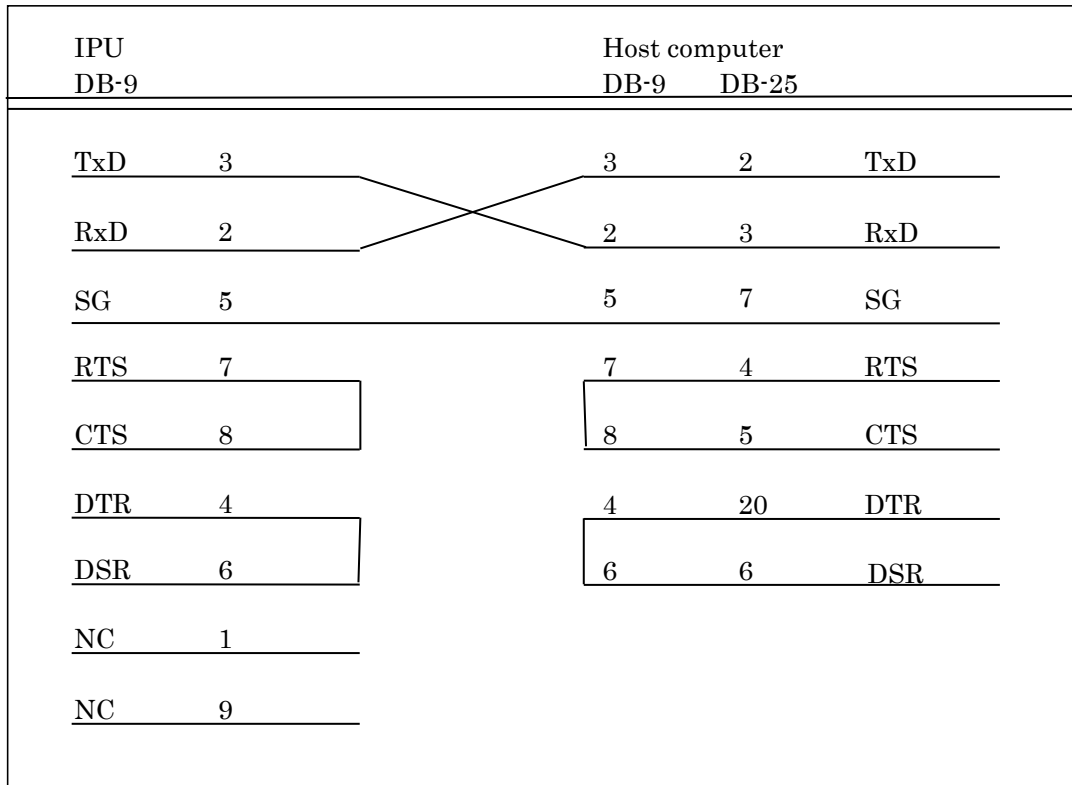 IPU Host computer
DB-9 DB-9 DB-25
TxD 3 3 2 TxD
RxD 2 2 3 RxD
SG 5 5 7 SG
RTS 7 7 4 RTS
CTS 8 8 5 CTS
DTR 4 4 20 DTR
DSR 6 6 6 DSR
NC 1
NC 9